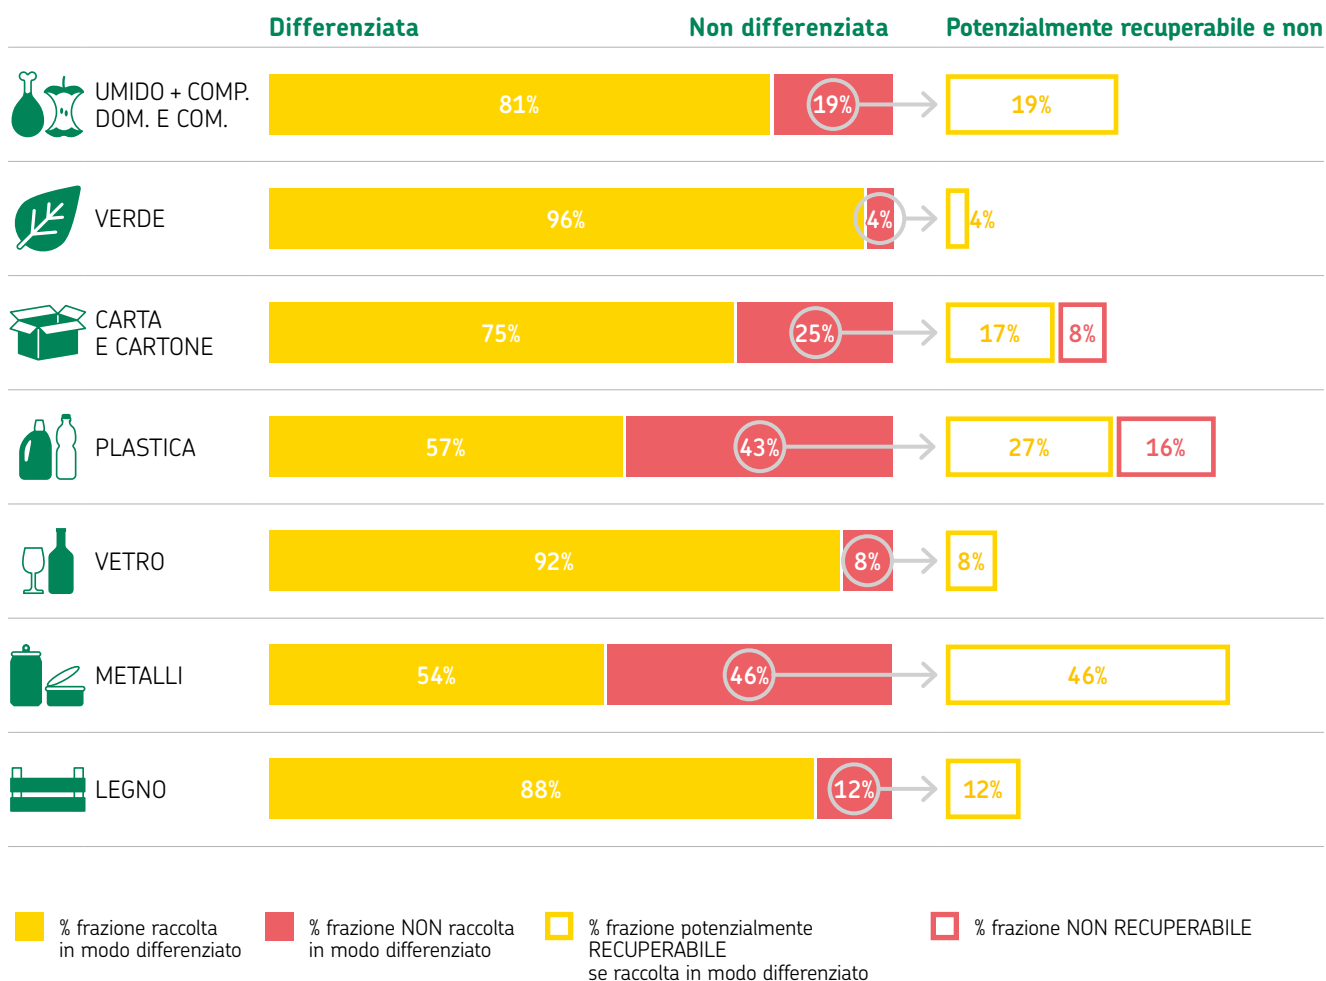 Differenziata Non differenziata Potenzialmente recuperabile e non
UMIDO + COMP.
DOM. E COM.
81% 19% 19%
VERDE 96% 4% 4%
CARTA
E CARTONE
75% 25% 17% 8%
PLASTICA 57% 43% 27% 16%
VETRO 92% 8% 8%
METALLI 54% 46% 46%
LEGNO 88% 12% 12%
% frazione raccolta
in modo differenziato
% frazione NON raccolta
in modo differenziato
% frazione potenzialmente
RECUPERABILE
se raccolta in modo differenziato
% frazione NON RECUPERABILE